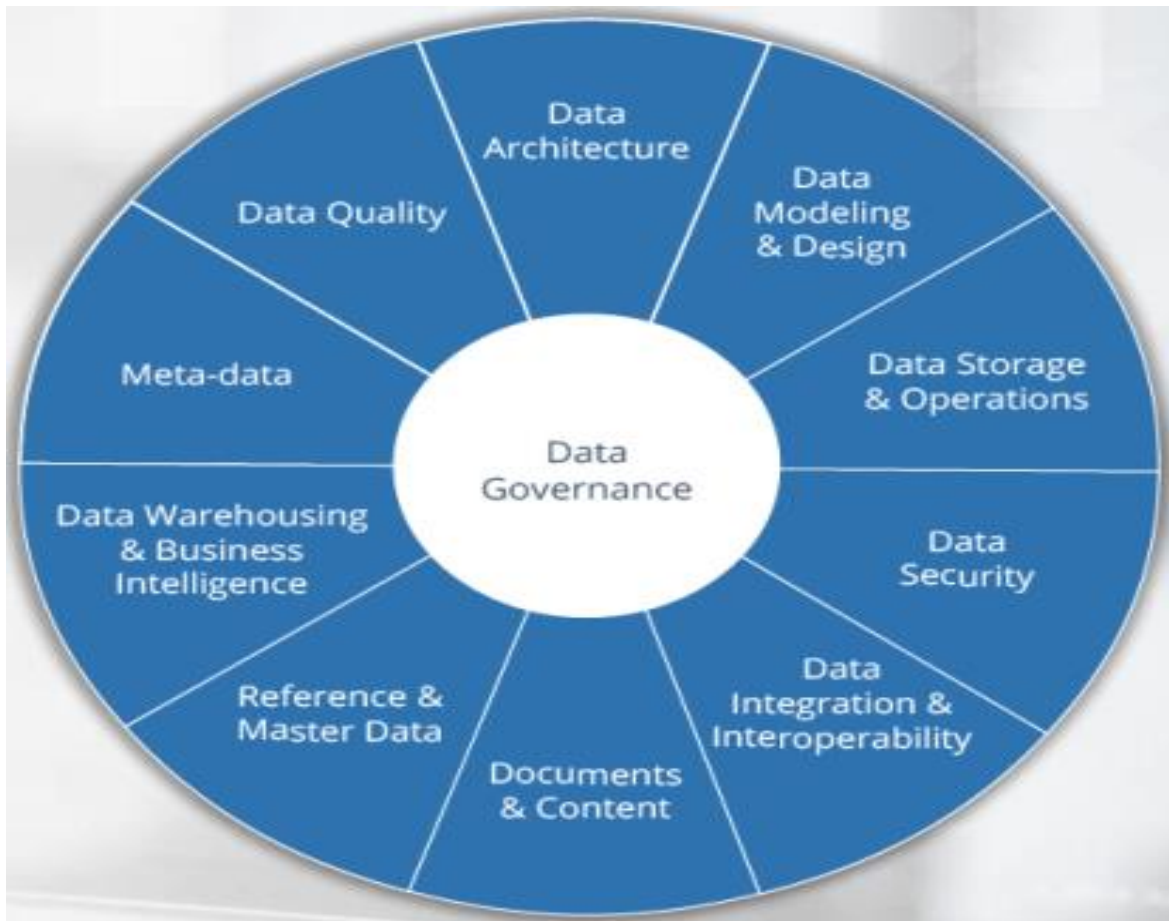 Data
Architecture
Data
Modeling
& Design
Data Storage
& Operations
Data
Security
Data
Integration &
Interoperability
Documents
& Content
Reference &
Master Data
Data Warehousing
& Business
Intelligence
Meta-data
Data Quality
Data
Governance